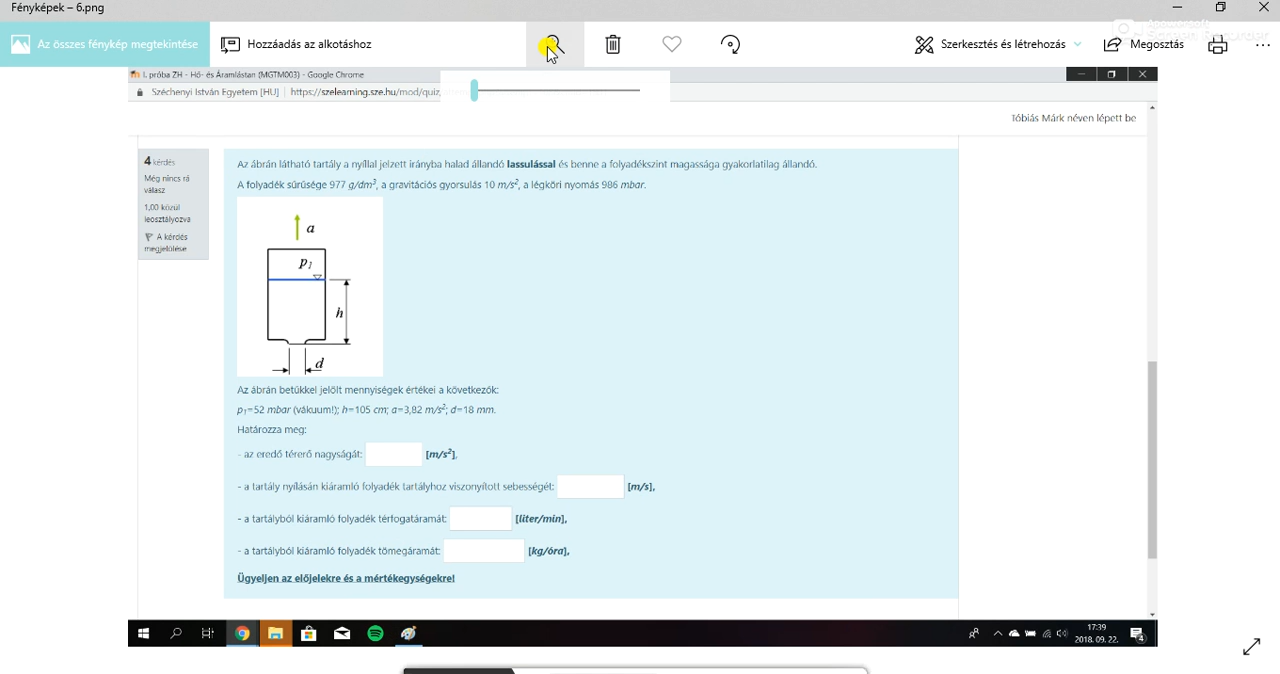 Fényképek – 6.png
Az összes fénykép megtekintése
Hozzáadás az alkotáshoz
Szerkesztés és létrehozás
Megosztás
I. próba ZH - Hő- és Áramlástan (MGTM003) - Google Chrome
Széchenyi István Egyetem [HU] | https://szelearning.sze.hu/mod/quiz
Tóbiás Márk néven lépett be
4 kérdés
Még nincs rá
válasz
1,00 közül
leosztályozva
A kérdés
megjelölése
Az ábrán látható tartály a nyíllal jelzett irányba halad állandó lassulással és benne a folyadékszint magassága gyakorlatilag állandó.
A folyadék sűrűsége 977 g/dm³, a gravitációs gyorsulás 10 m/s², a légköri nyomás 986 mbar.
a
p₁
h
d
Az ábrán betűkkel jelölt mennyiségek értékei a következők:
p₁=52 mbar (vákuum!); h=105 cm; a=3,82 m/s²; d=18 mm.
Határozza meg:
- az eredő térerő nagyságát: [m/s²],
- a tartály nyílásán kiáramló folyadék tartályhoz viszonyított sebességét: [m/s],
- a tartályból kiáramló folyadék térfogatáramát: [liter/min],
- a tartályból kiáramló folyadék tömegáramát: [kg/óra],
Ügyeljen az előjelekre és a mértékegységekre!
17:39
2018. 09. 22.
4